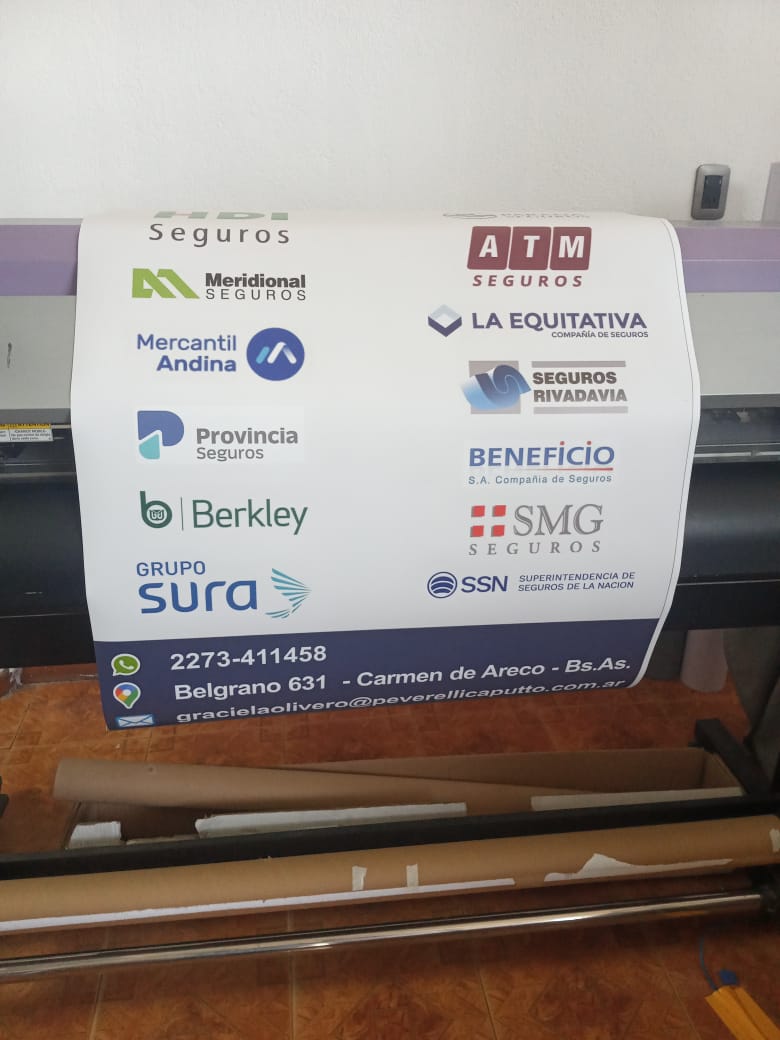 HDI
Seguros
Meridional
SEGUROS
Mercantil
Andina
Provincia
Seguros
Berkley
GRUPO
sura
ATM
SEGUROS
LA EQUITATIVA
COMPAÑÍA DE SEGUROS
SEGUROS
RIVADAVIA
BENEFICIO
S.A. Compañia de Seguros
SMG
SEGUROS
SSN SUPERINTENDENCIA DE
SEGUROS DE LA NACION
2273-411458
Belgrano 631 - Carmen de Areco - Bs.As.
gracielaolivero@peverellicaputto.com.ar